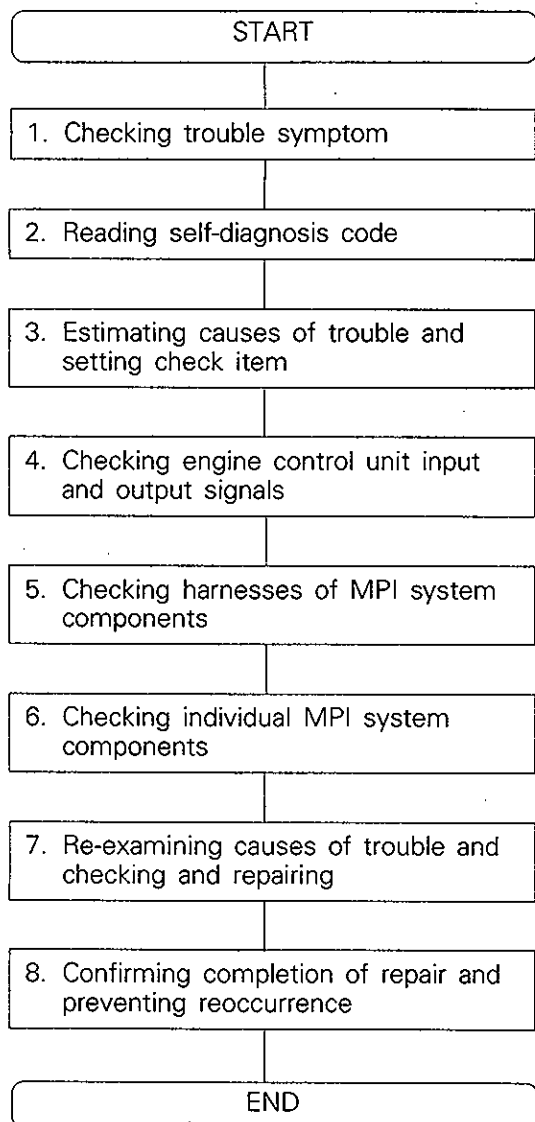 START
1. Checking trouble symptom
2. Reading self-diagnosis code
3. Estimating causes of trouble and
setting check item
4. Checking engine control unit input
and output signals
5. Checking harnesses of MPI system
components
6. Checking individual MPI system
components
7. Re-examining causes of trouble and
checking and repairing
8. Confirming completion of repair and
preventing reoccurrence
END